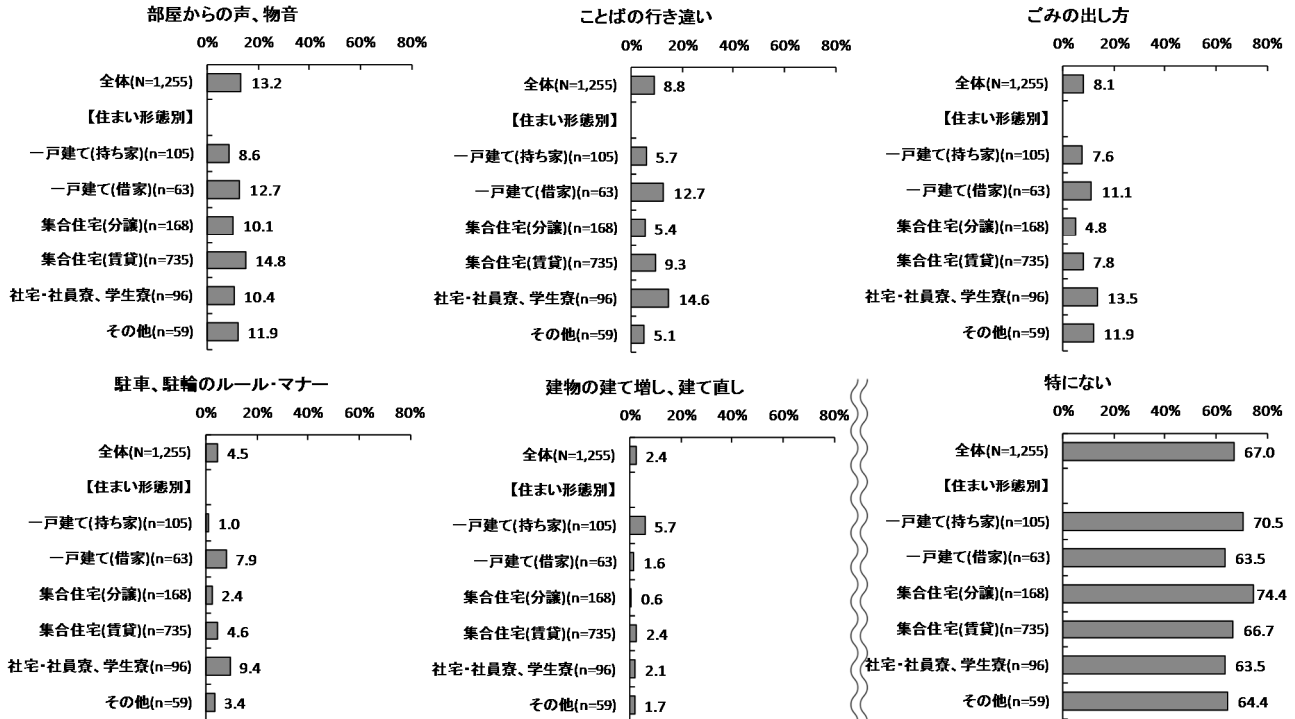 部屋からの声、物音
0% 20% 40% 60% 80%
全体(N=1,255) 13.2
【住まい形態別】
一戸建て(持ち家)(n=105) 8.6
一戸建て(借家)(n=63) 12.7
集合住宅(分譲)(n=168) 10.1
集合住宅(賃貸)(n=735) 14.8
社宅・社員寮、学生寮(n=96) 10.4
その他(n=59) 11.9
ことばの行き違い
0% 20% 40% 60% 80%
全体(N=1,255) 8.8
【住まい形態別】
一戸建て(持ち家)(n=105) 5.7
一戸建て(借家)(n=63) 12.7
集合住宅(分譲)(n=168) 5.4
集合住宅(賃貸)(n=735) 9.3
社宅・社員寮、学生寮(n=96) 14.6
その他(n=59) 5.1
ごみの出し方
0% 20% 40% 60% 80%
全体(N=1,255) 8.1
【住まい形態別】
一戸建て(持ち家)(n=105) 7.6
一戸建て(借家)(n=63) 11.1
集合住宅(分譲)(n=168) 4.8
集合住宅(賃貸)(n=735) 7.8
社宅・社員寮、学生寮(n=96) 13.5
その他(n=59) 11.9
駐車、駐輪のルール・マナー
0% 20% 40% 60% 80%
全体(N=1,255) 4.5
【住まい形態別】
一戸建て(持ち家)(n=105) 1.0
一戸建て(借家)(n=63) 7.9
集合住宅(分譲)(n=168) 2.4
集合住宅(賃貸)(n=735) 4.6
社宅・社員寮、学生寮(n=96) 9.4
その他(n=59) 3.4
建物の建て増し、建て直し
0% 20% 40% 60% 80%
全体(N=1,255) 2.4
【住まい形態別】
一戸建て(持ち家)(n=105) 5.7
一戸建て(借家)(n=63) 1.6
集合住宅(分譲)(n=168) 0.6
集合住宅(賃貸)(n=735) 2.4
社宅・社員寮、学生寮(n=96) 2.1
その他(n=59) 1.7
特にない
0% 20% 40% 60% 80%
全体(N=1,255) 67.0
【住まい形態別】
一戸建て(持ち家)(n=105) 70.5
一戸建て(借家)(n=63) 63.5
集合住宅(分譲)(n=168) 74.4
集合住宅(賃貸)(n=735) 66.7
社宅・社員寮、学生寮(n=96) 63.5
その他(n=59) 64.4